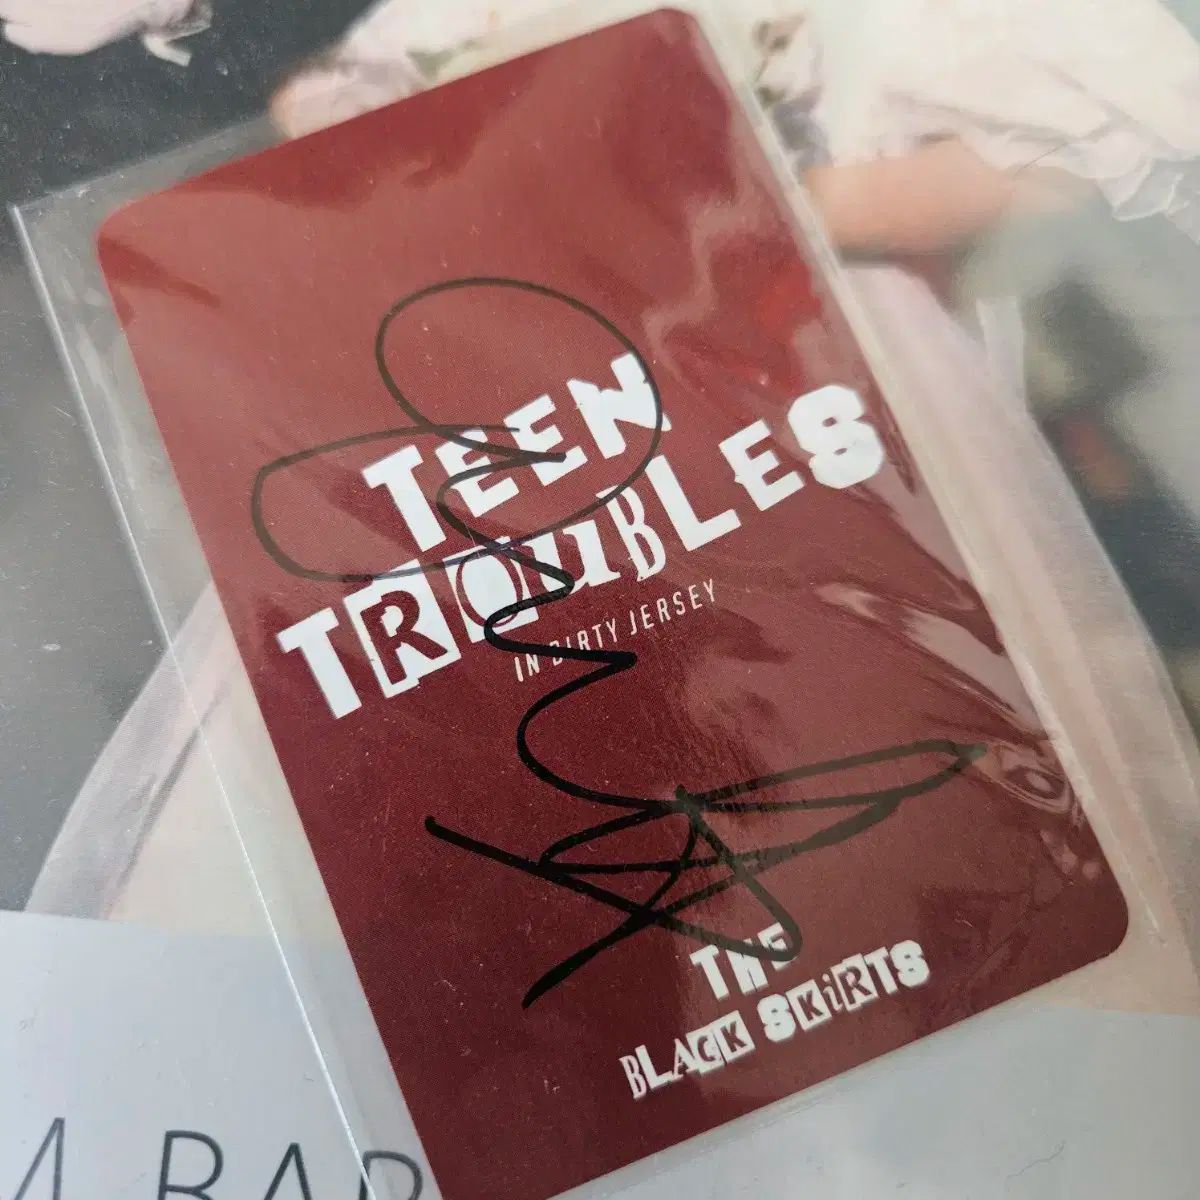 TEEN
TROUBLES
IN DIRTY JERSEY
THE
BLACK SKiRTS